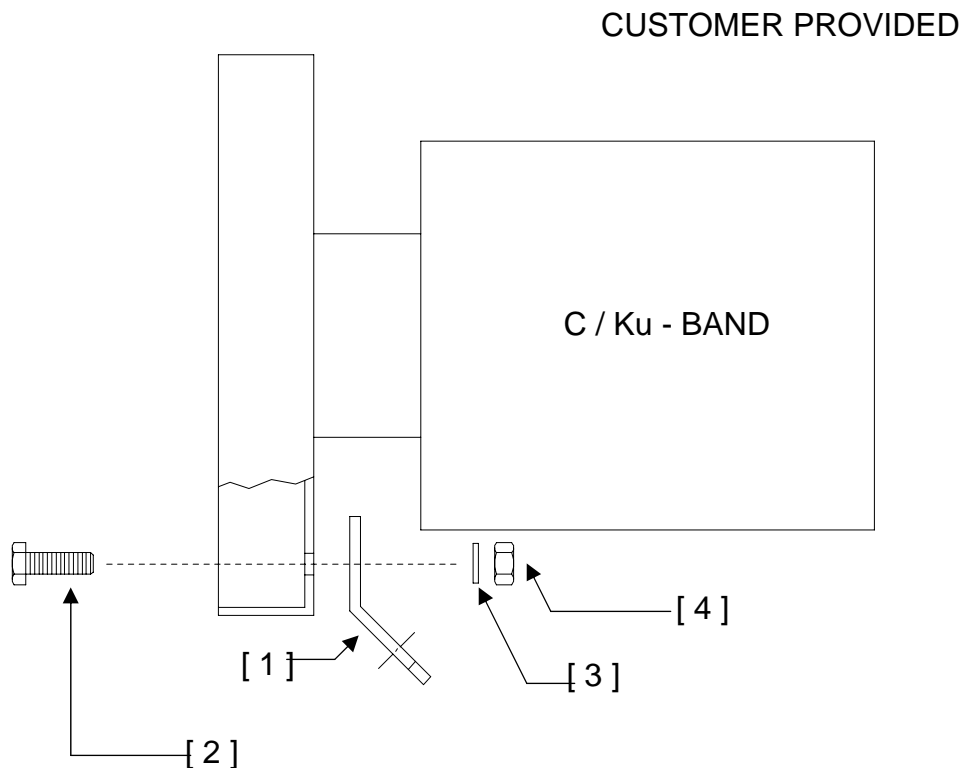 CUSTOMER PROVIDED
C / Ku - BAND
[ 4 ]
[ 1 ]
[ 3 ]
[ 2 ]